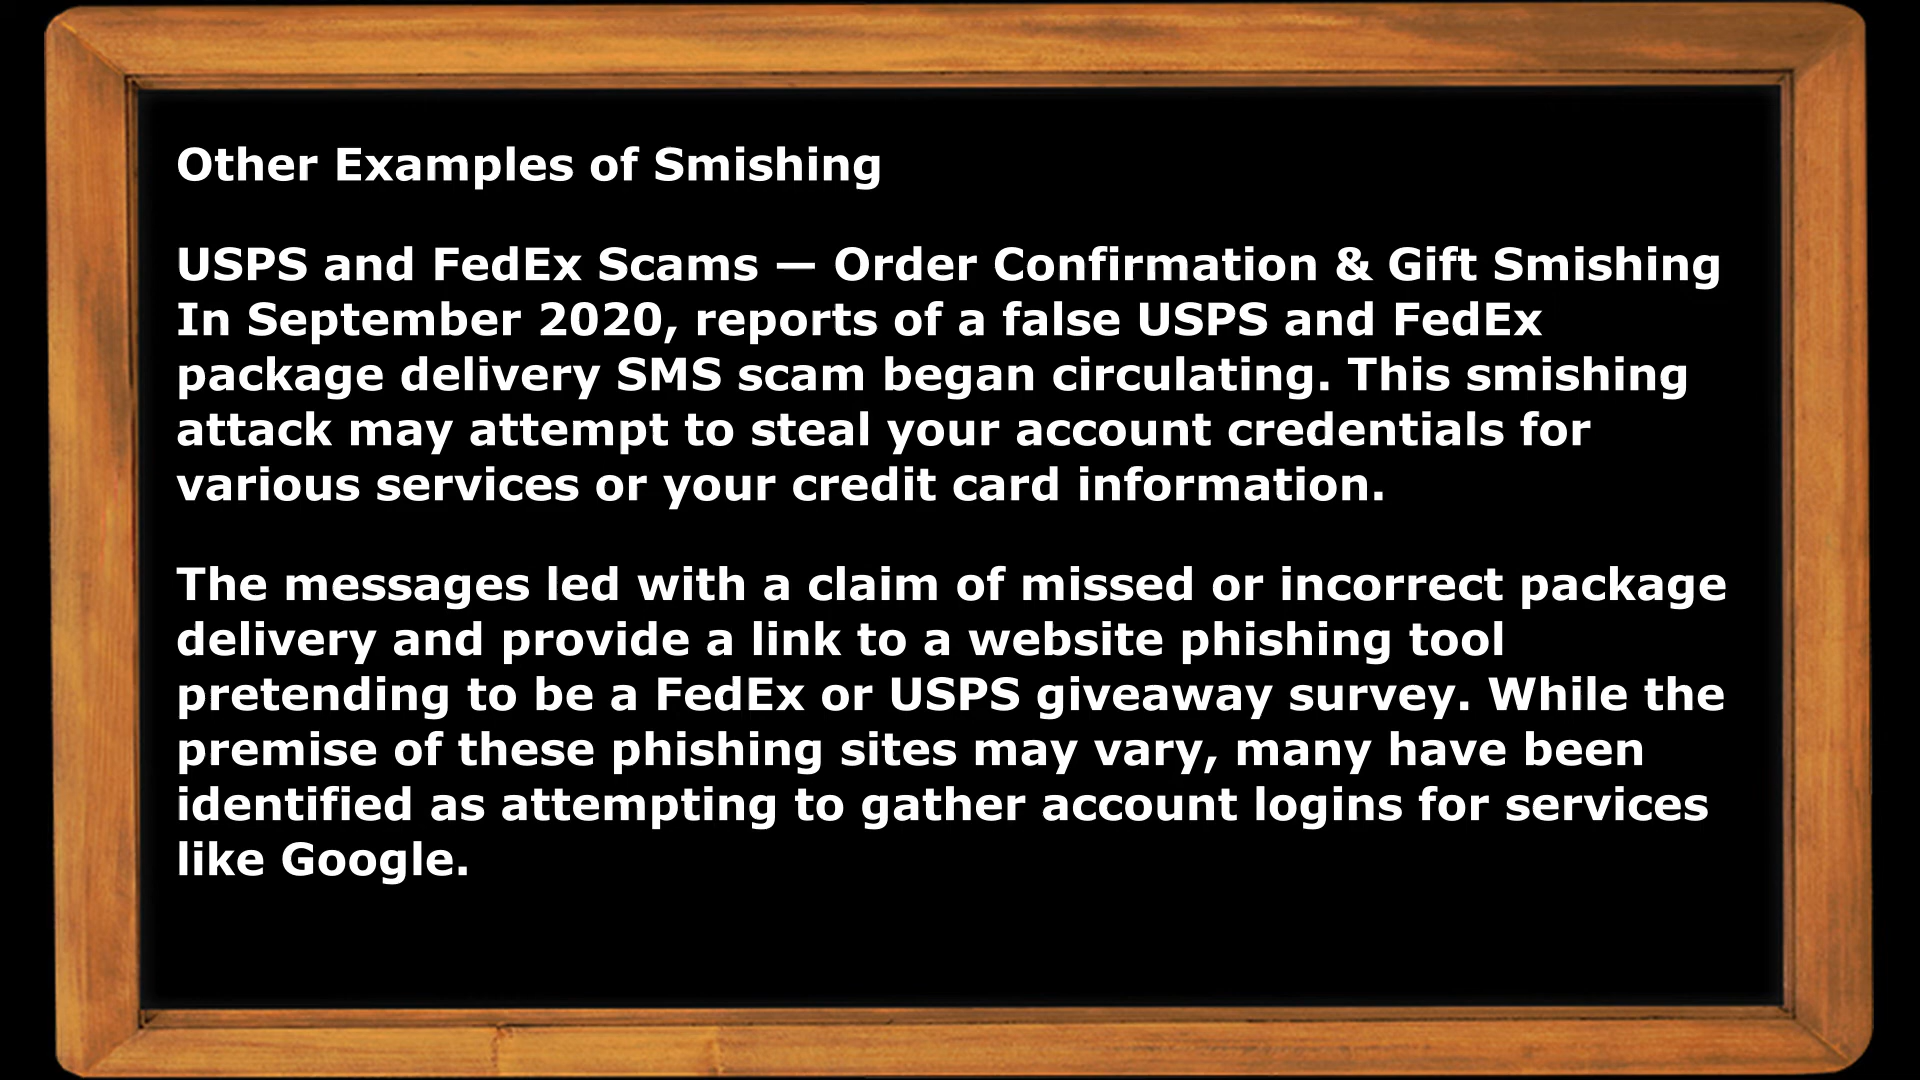 Other Examples of Smishing
USPS and FedEx Scams — Order Confirmation & Gift Smishing
In September 2020, reports of a false USPS and FedEx
package delivery SMS scam began circulating. This smishing
attack may attempt to steal your account credentials for
various services or your credit card information.
The messages led with a claim of missed or incorrect package
delivery and provide a link to a website phishing tool
pretending to be a FedEx or USPS giveaway survey. While the
premise of these phishing sites may vary, many have been
identified as attempting to gather account logins for services
like Google.